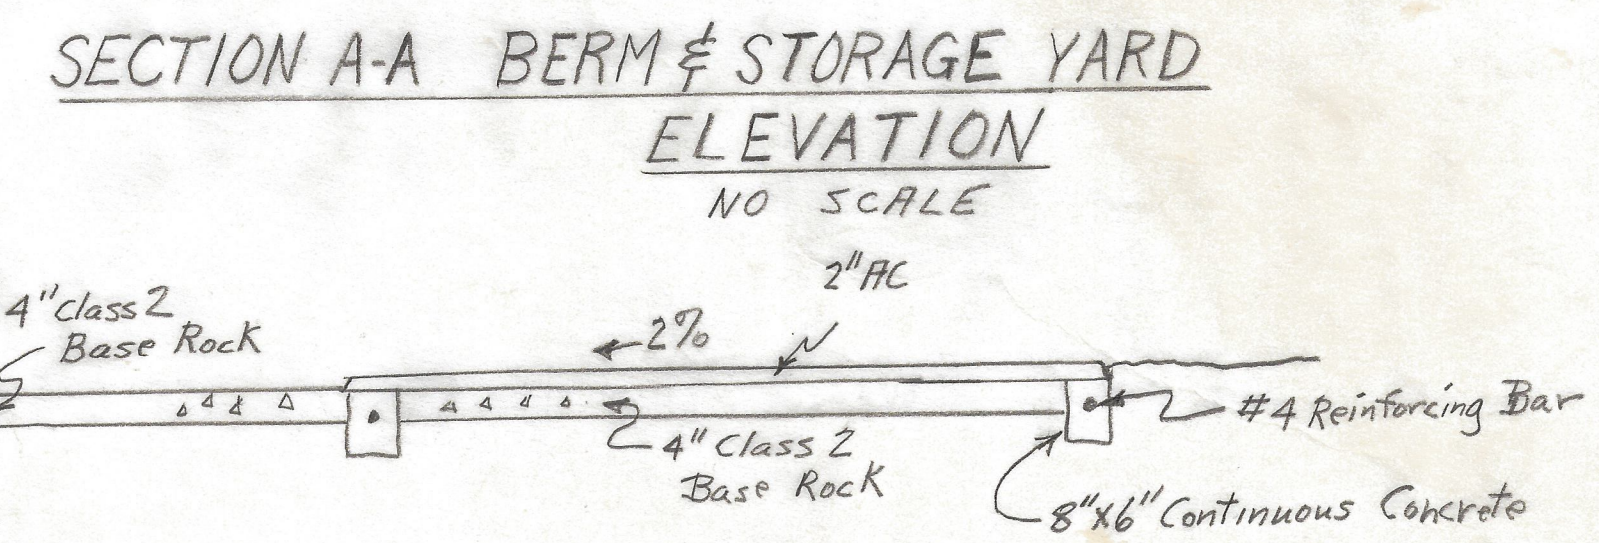 SECTION A-A BERM & STORAGE YARD
ELEVATION
NO SCALE
2" AC
4" Class 2
Base Rock
2%
#4 Reinforcing Bar
4" Class 2
Base Rock
8"x6" Continuous Concrete